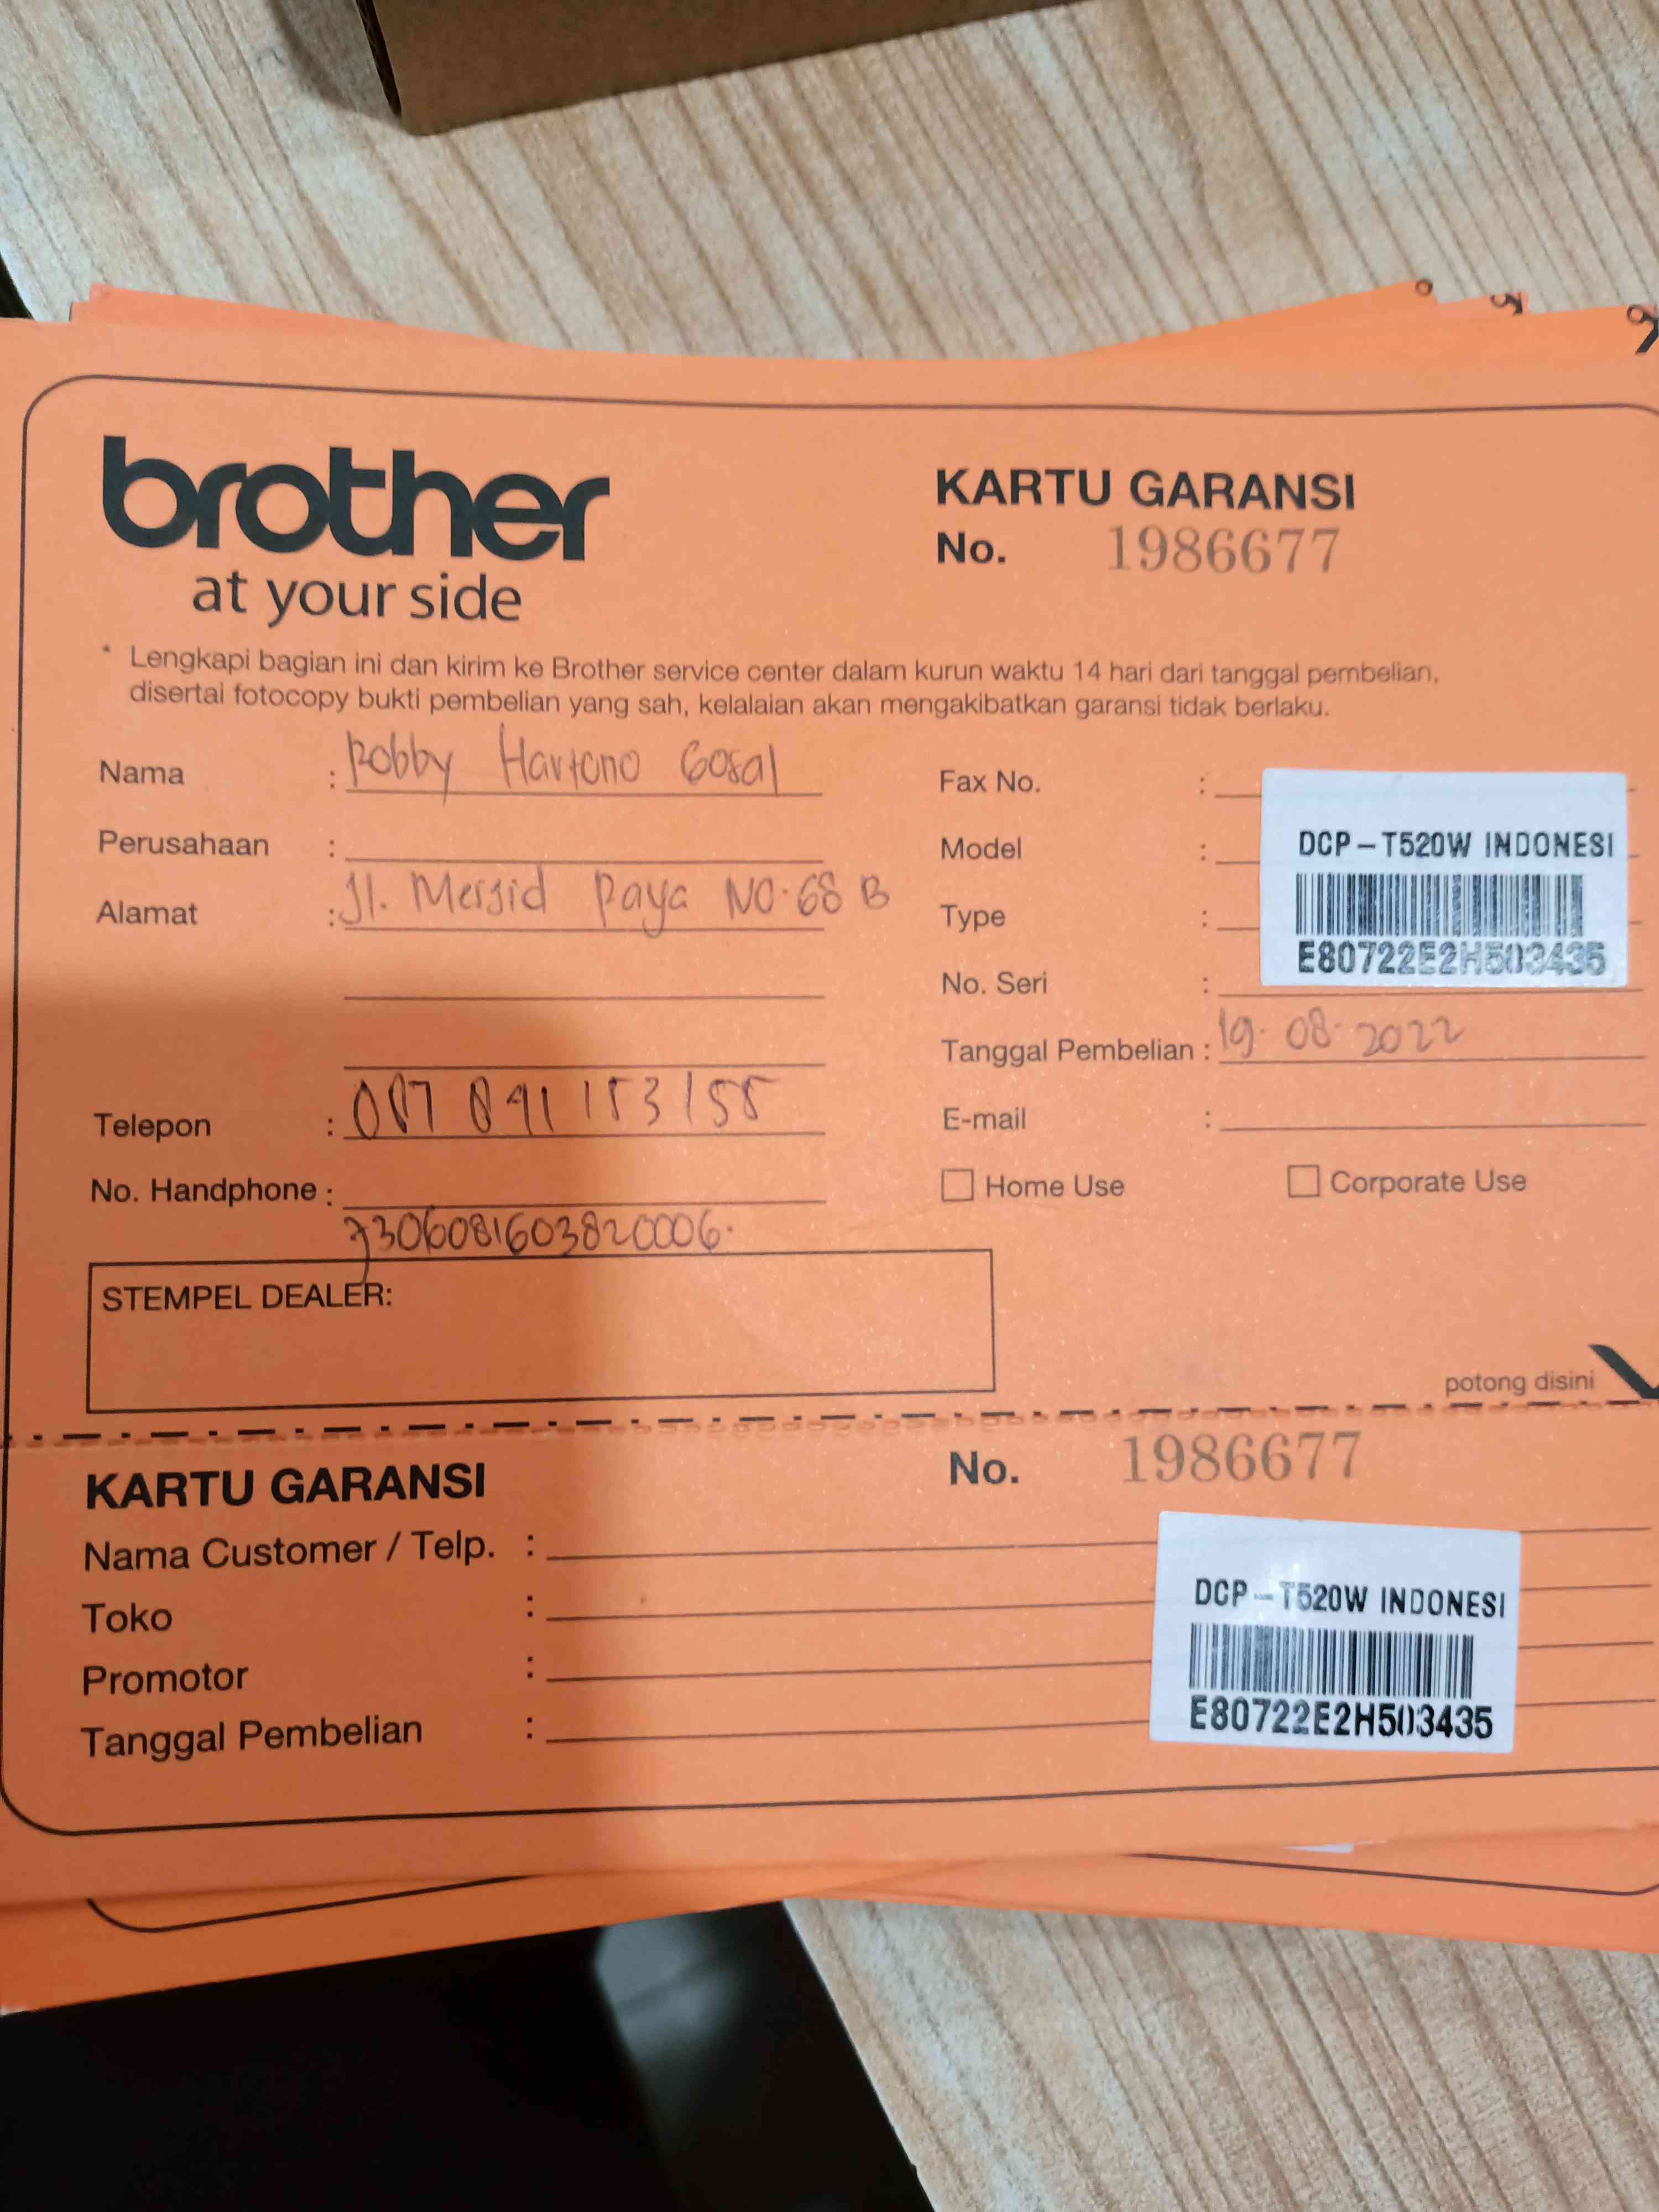 brother
at your side
KARTU GARANSI
No. 1986677
* Lengkapi bagian ini dan kirim ke Brother service center dalam kurun waktu 14 hari dari tanggal pembelian,
disertai fotocopy bukti pembelian yang sah, kelalaian akan mengakibatkan garansi tidak berlaku.
Nama : Robby Hartono Gosal
Perusahaan :
Alamat : Jl. Mesjid Raya NO. 68 B
Telepon : 087 891 153155
No. Handphone :
7306081603820006.
Fax No. :
Model :
Type :
No. Seri :
DCP-T520W INDONESI
E80722E2H503435
Tanggal Pembelian : 19.08.2022
E-mail :
Home Use Corporate Use
STEMPEL DEALER:
potong disini
KARTU GARANSI
No. 1986677
Nama Customer / Telp. :
Toko :
Promotor :
Tanggal Pembelian :
DCP-T520W INDONESI
E80722E2H503435